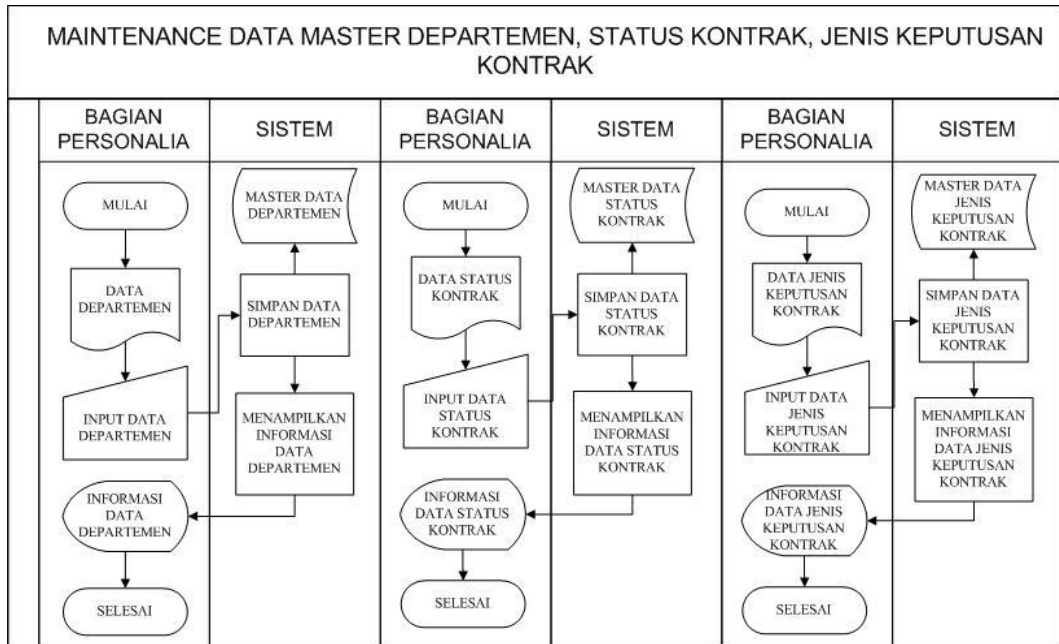 MAINTENANCE DATA MASTER DEPARTEMEN, STATUS KONTRAK, JENIS KEPUTUSAN
KONTRAK
BAGIAN
PERSONALIA
SISTEM
BAGIAN
PERSONALIA
SISTEM
BAGIAN
PERSONALIA
SISTEM
MULAI
DATA
DEPARTEMEN
INPUT DATA
DEPARTEMEN
MASTER DATA
DEPARTEMEN
SIMPAN DATA
DEPARTEMEN
MENAMPILKAN
INFORMASI
DATA
DEPARTEMEN
INFORMASI
DATA
DEPARTEMEN
SELESAI
MULAI
DATA STATUS
KONTRAK
INPUT DATA
STATUS
KONTRAK
MASTER DATA
STATUS
KONTRAK
SIMPAN DATA
STATUS
KONTRAK
MENAMPILKAN
INFORMASI
DATA STATUS
KONTRAK
INFORMASI
DATA STATUS
KONTRAK
SELESAI
MULAI
DATA JENIS
KEPUTUSAN
KONTRAK
INPUT DATA
JENIS
KEPUTUSAN
KONTRAK
MASTER DATA
JENIS
KEPUTUSAN
KONTRAK
SIMPAN DATA
JENIS
KEPUTUSAN
KONTRAK
MENAMPILKAN
INFORMASI
DATA JENIS
KEPUTUSAN
KONTRAK
INFORMASI
DATA JENIS
KEPUTUSAN
KONTRAK
SELESAI